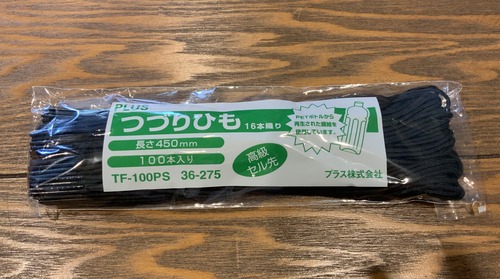 PLUS
つづりひも 16本織り
長さ450mm
100本入り
TF-100PS 36-275
高級
セル先
PETボトルから
再生された繊維を
使用しています。
プラス株式会社